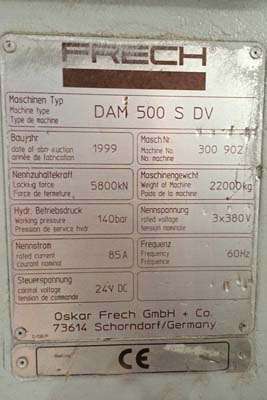 FRECH
Maschinen Typ
Machine type
Type de machine
DAM 500 S DV
Baujahr
date of
année de fabrication
1999
Masch Nr.
Machine No.
No. machine
300 902
Nennzuhaltekraft
Locking force
Force de fermeture
5800kN
Maschinengewicht
Weight of Machine
Poids de Machine
22000kg
Hydr. Betriebsdruck
Working pressure
Pression de service hydr
140bar
Nennspannung
rated voltage
tension nominale
3x380V
Nennstrom
rated current
courant nominal
85A
Frequenz
Frequency
Fréquence
60Hz
Steuerspannung
control voltage
tension de commande
24V DC
Oskar Frech GmbH + Co.
73614 Schorndorf/Germany
CE